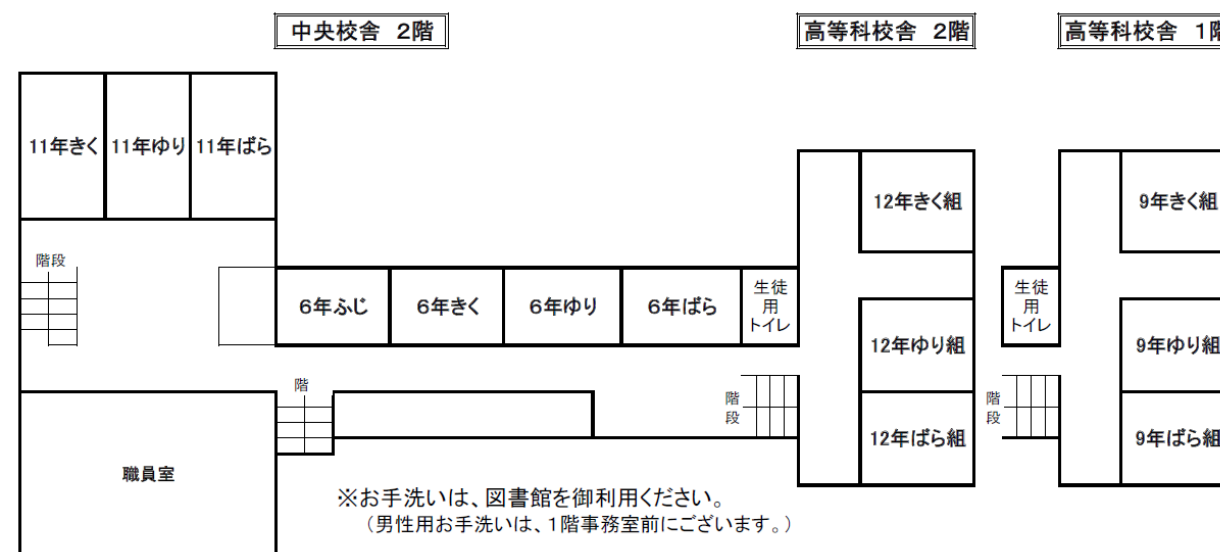 中央校舎 2階
高等科校舎 2階
高等科校舎 1階
11年きく
11年ゆり
11年ばら
12年きく組
9年きく組
階段
6年ふじ
6年きく
6年ゆり
6年ばら
生徒
用
トイレ
生徒
用
トイレ
12年ゆり組
9年ゆり組
階
階
段
階
段
12年ばら組
9年ばら組
職員室
※お手洗いは、図書館を御利用ください。
（男性用お手洗いは、1階事務室前にございます。）